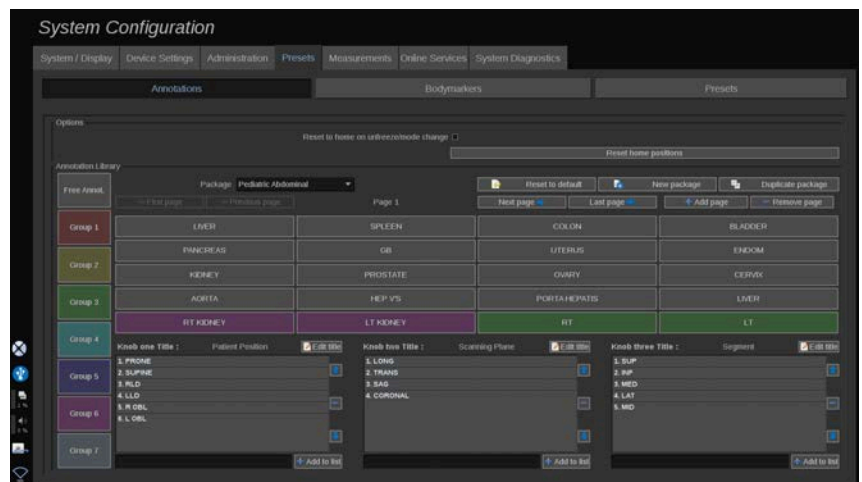 System Configuration
System / Display Device Settings Administration Presets Measurements Online Services System Diagnostics
Annotations Bodymarkers Presets
Options
Reset to home on unfreeze/mode change
Reset home positions
Annotation Library
Free Annot. Package Pediatric Abdominal Reset to default New package Duplicate package
First page Previous page Page 1 Next page Last page Add page Remove page
Group 1 LIVER SPLEEN COLON BLADDER
PANCREAS GB UTERUS ENDOM
Group 2
KIDNEY PROSTATE OVARY CERVIX
Group 3 AORTA HEP V'S PORTA HEPATIS LIVER
RT KIDNEY LT KIDNEY RT LT
Group 4
Knob one Title : Patient Position Edit title Knob two Title : Scanning Plane Edit title Knob three Title : Segment Edit title
1. PRONE 1. LONG 1. SUP
2. SUPINE 2. TRANS 2. INF
Group 5 3. RLD 3. SAG 3. MED
4. LLD 4. CORONAL 4. LAT
5. R OBL 5. MID
Group 6 6. L OBL
Group 7
Add to list Add to list Add to list